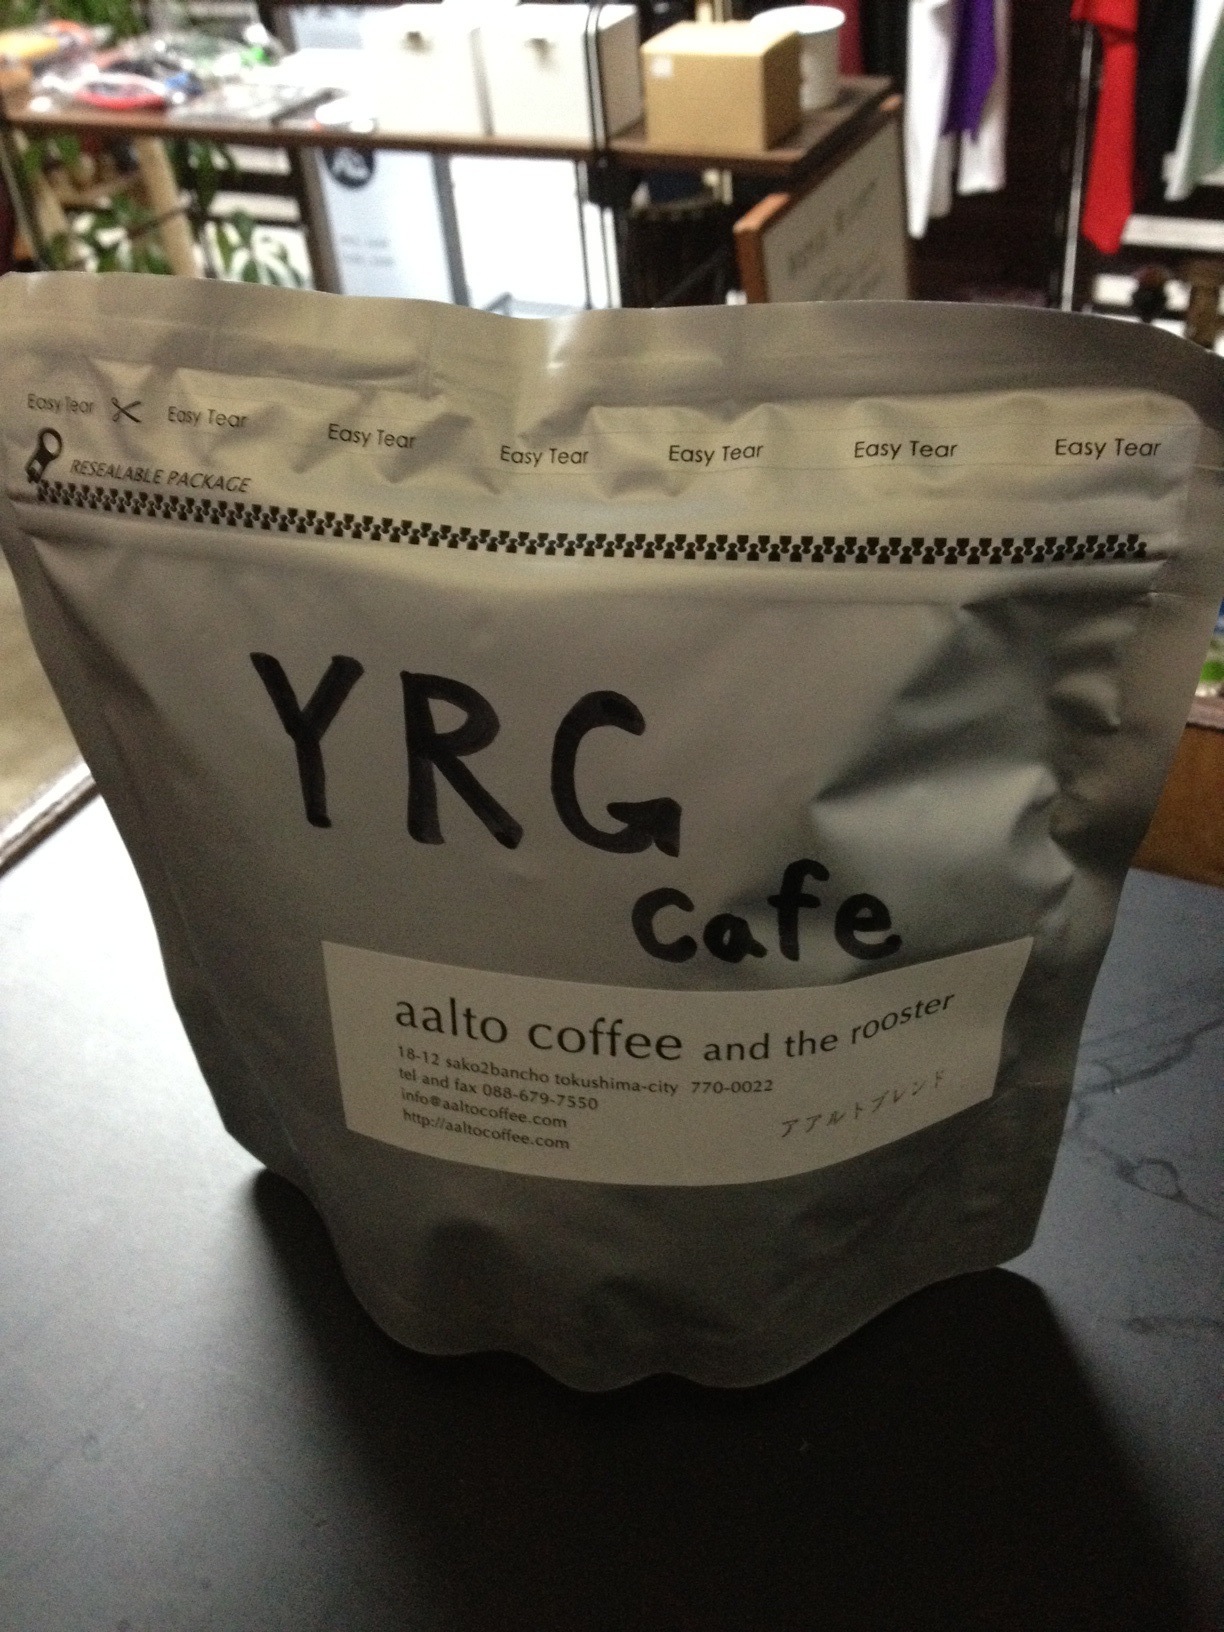 Easy Tear Easy Tear Easy Tear Easy Tear Easy Tear Easy Tear Easy Tear
RESEALABLE PACKAGE
YRG
cafe
aalto coffee and the rooster
18-12 sako2bancho tokushima-city 770-0022
tel and fax 088-679-7550
info@aaltocoffee.com
http://aaltocoffee.com
アアルトブレンド